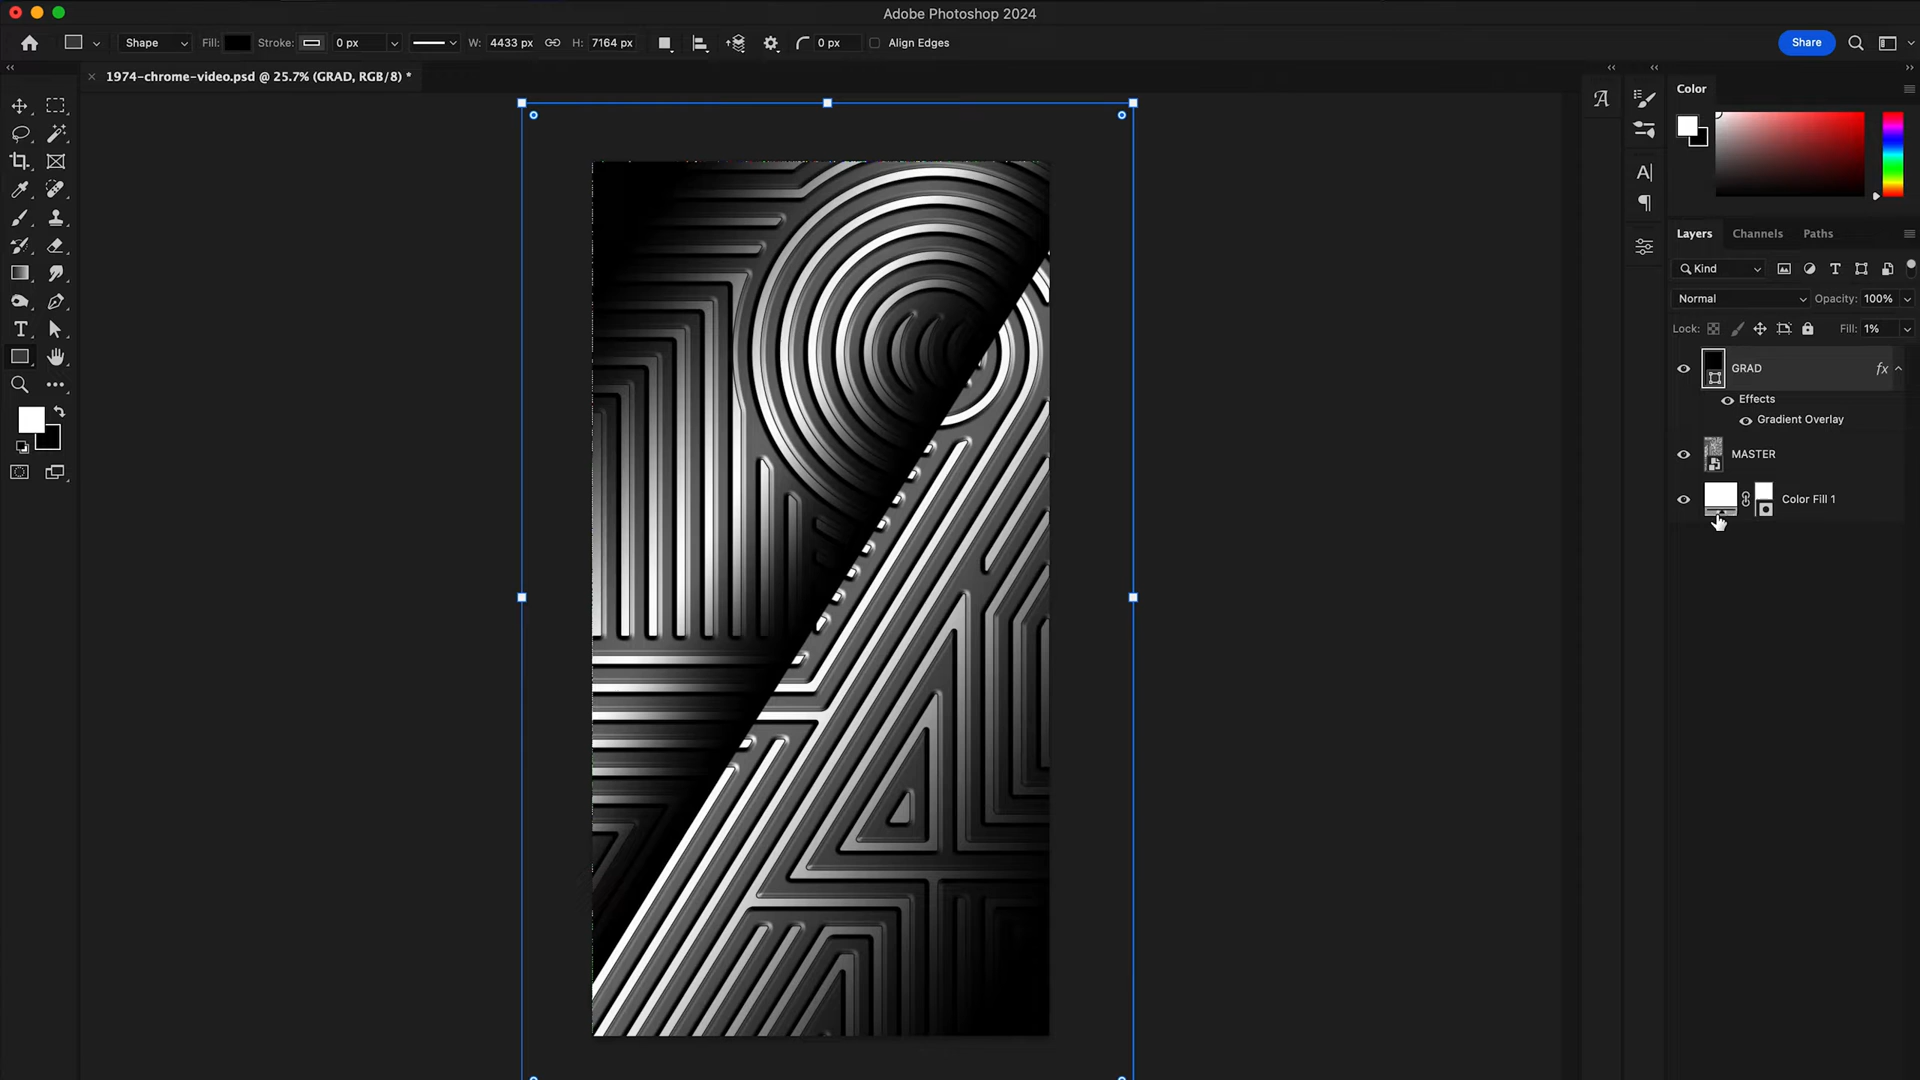 Adobe Photoshop 2024
Shape Fill: Stroke: 0 px W: 4433 px H: 7164 px 0 px Align Edges Share
1974-chrome-video.psd @ 25.7% (GRAD, RGB/8) *
Color
Layers Channels Paths
Kind
Normal Opacity: 100%
Lock: Fill: 1%
GRAD fx
Effects
Gradient Overlay
MASTER
Color Fill 1